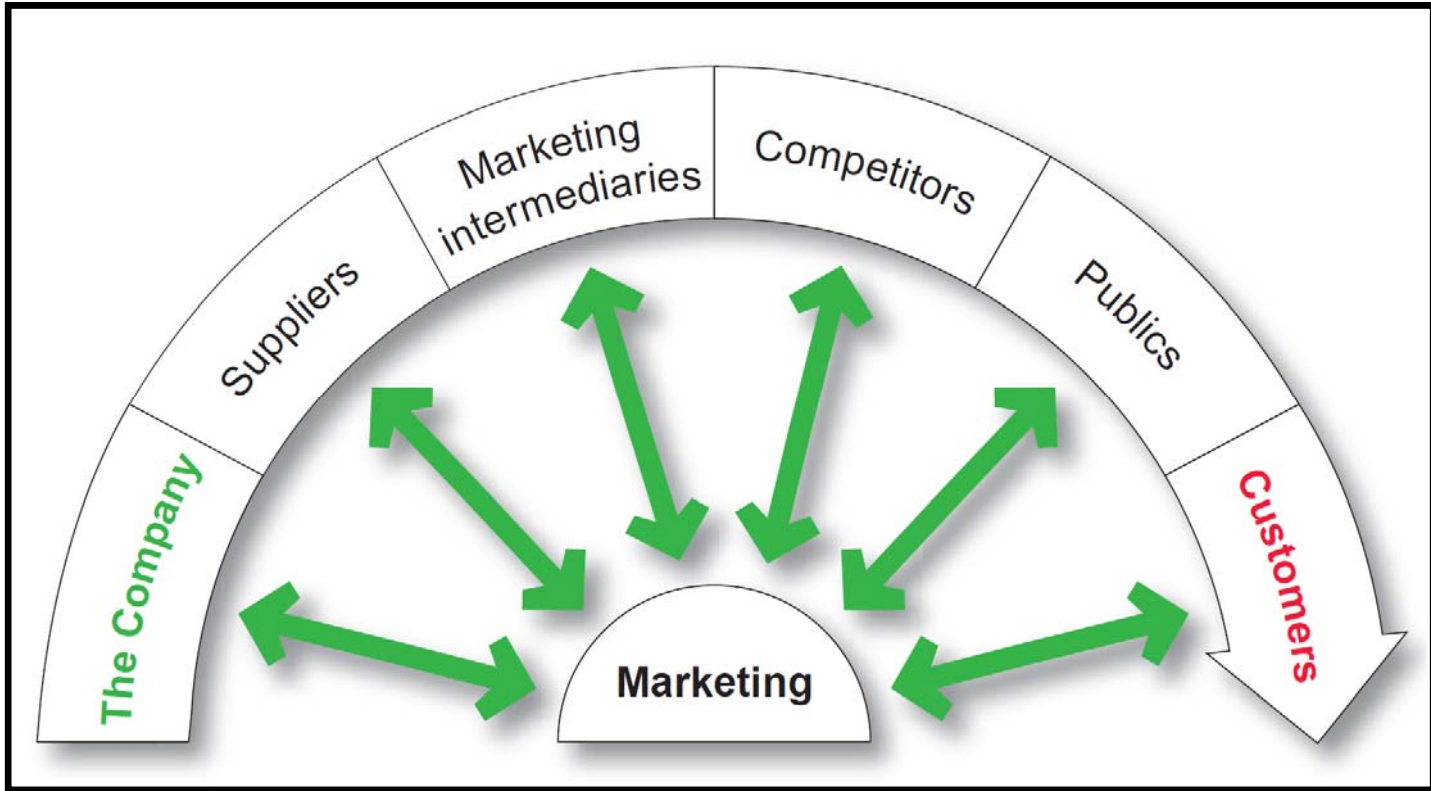 The Company
Suppliers
Marketing
intermediaries
Competitors
Publics
Customers
Marketing